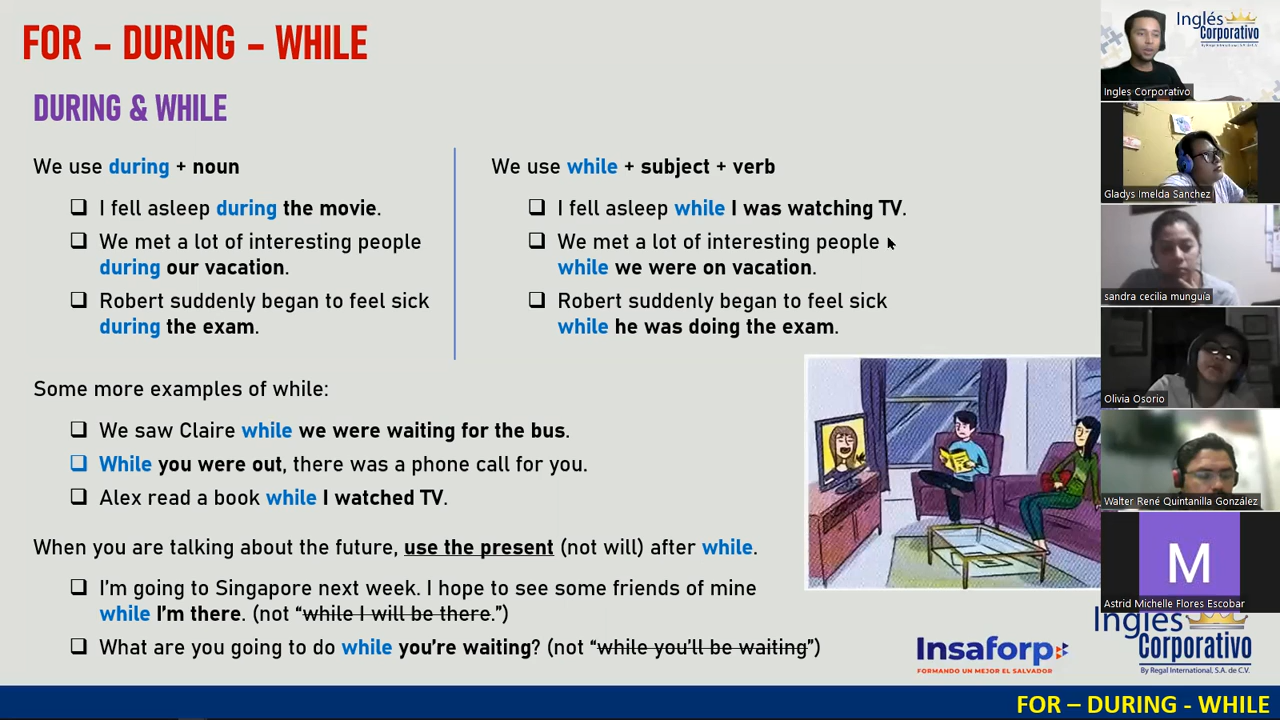 FOR – DURING – WHILE
DURING & WHILE
We use during + noun
I fell asleep during the movie.
We met a lot of interesting people
during our vacation.
Robert suddenly began to feel sick
during the exam.
We use while + subject + verb
I fell asleep while I was watching TV.
We met a lot of interesting people
while we were on vacation.
Robert suddenly began to feel sick
while he was doing the exam.
Some more examples of while:
We saw Claire while we were waiting for the bus.
While you were out, there was a phone call for you.
Alex read a book while I watched TV.
When you are talking about the future, use the present (not will) after while.
I’m going to Singapore next week. I hope to see some friends of mine
while I’m there. (not “while I will be there.”)
What are you going to do while you’re waiting? (not “while you’ll be waiting”)
Insaforp
FORMANDO UN MEJOR EL SALVADOR
Inglés
Corporativo
By Regal International, S.A. de C.V.
FOR – DURING - WHILE
Inglés
Corporativo
By Regal International, S.A. de C.V.
Ingles Corporativo
Gladys Imelda Sanchez
sandra cecilia munguía
Olivia Osorio
Walter René Quintanilla González
M
Astrid Michelle Flores Escobar